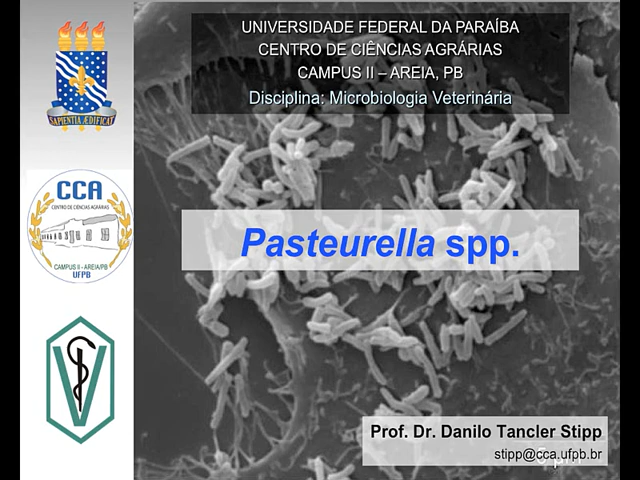 UNIVERSIDADE FEDERAL DA PARAÍBA
CENTRO DE CIÊNCIAS AGRÁRIAS
CAMPUS II – AREIA, PB
Disciplina: Microbiologia Veterinária
SAPIENTIA ÆDIFICAT
CCA
CENTRO DE CIÊNCIAS AGRÁRIAS
CAMPUS II - AREIA/PB
UFPB
Pasteurella spp.
V
Prof. Dr. Danilo Tancler Stipp
stipp@cca.ufpb.br